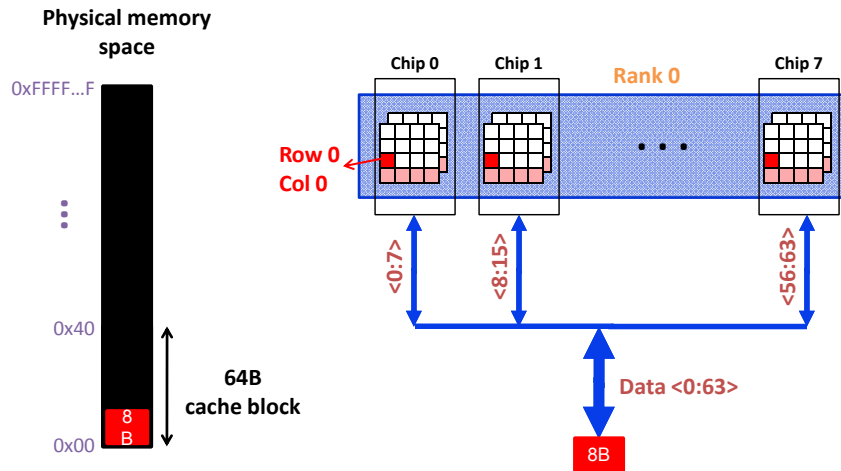 Physical memory
space
0xFFFF...F
⋮
0x40
0x00
8
B
64B
cache block
Chip 0
Chip 1
Rank 0
Chip 7
Row 0
Col 0
. . .
<0:7>
<8:15>
<56:63>
Data <0:63>
8B